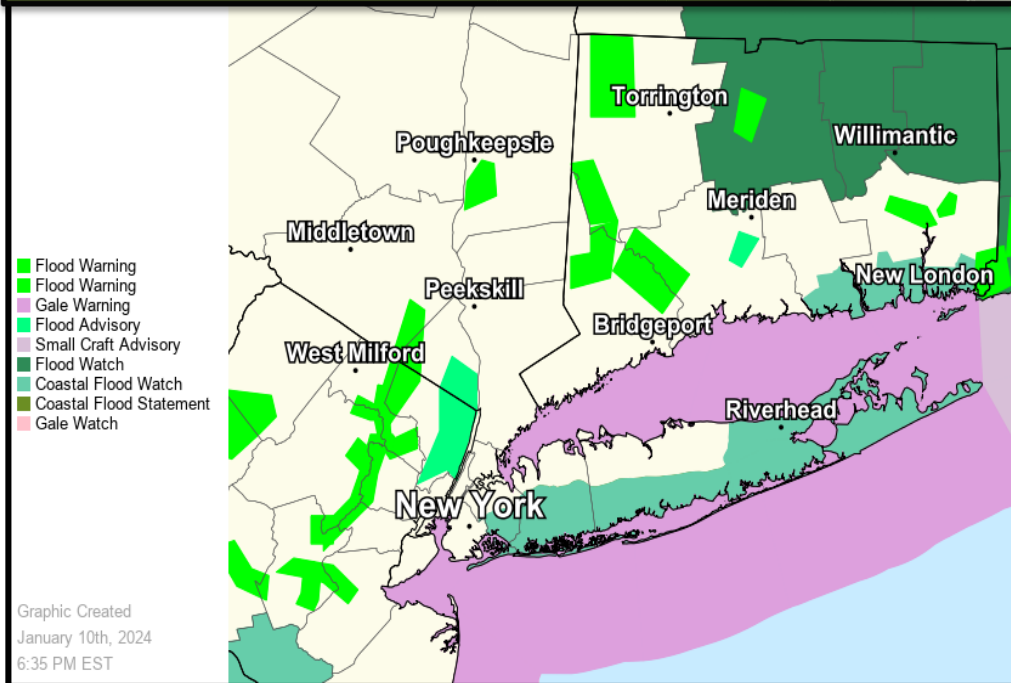 Torrington
Poughkeepsie
Willimantic
Meriden
Middletown
Flood Warning
Flood Warning
Gale Warning
Flood Advisory
Small Craft Advisory
Flood Watch
Coastal Flood Watch
Coastal Flood Statement
Gale Watch
New London
Peekskill
Bridgeport
West Milford
Riverhead
New York
Graphic Created
January 10th, 2024
6:35 PM EST